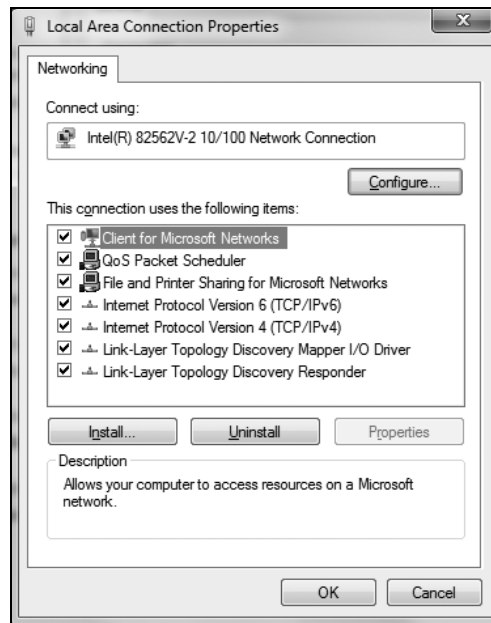 Local Area Connection Properties
Networking
Connect using:
Intel(R) 82562V-2 10/100 Network Connection
Configure...
This connection uses the following items:
Client for Microsoft Networks
QoS Packet Scheduler
File and Printer Sharing for Microsoft Networks
Internet Protocol Version 6 (TCP/IPv6)
Internet Protocol Version 4 (TCP/IPv4)
Link-Layer Topology Discovery Mapper I/O Driver
Link-Layer Topology Discovery Responder
Install... Uninstall Properties
Description
Allows your computer to access resources on a Microsoft
network.
OK Cancel